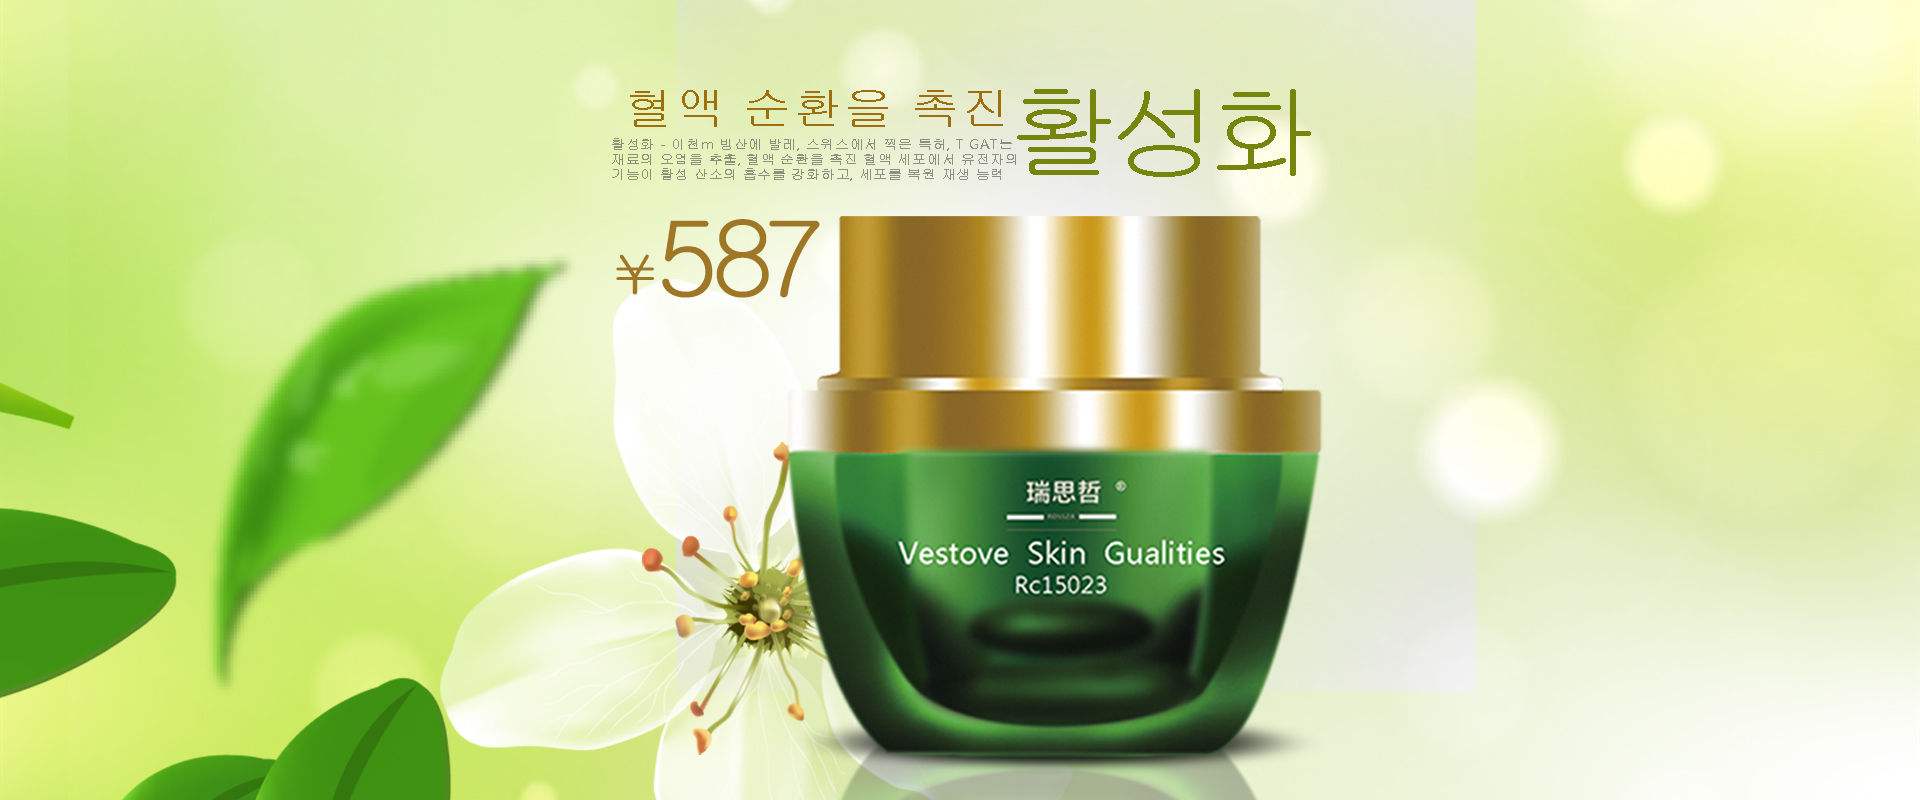 혈액 순환을 촉진
활성화
활성화 - 이천m 빙산에 발레, 스위스에서 찍은 특허, T GAT는
재료의 오염을 추출, 혈액 순환을 촉진 혈액 세포에서 유전자의
기능이 활성 산소의 흡수를 강화하고, 세포를 복원 재생 능력
¥587
瑞思哲 ®
Vestove Skin Gualities
Rc15023